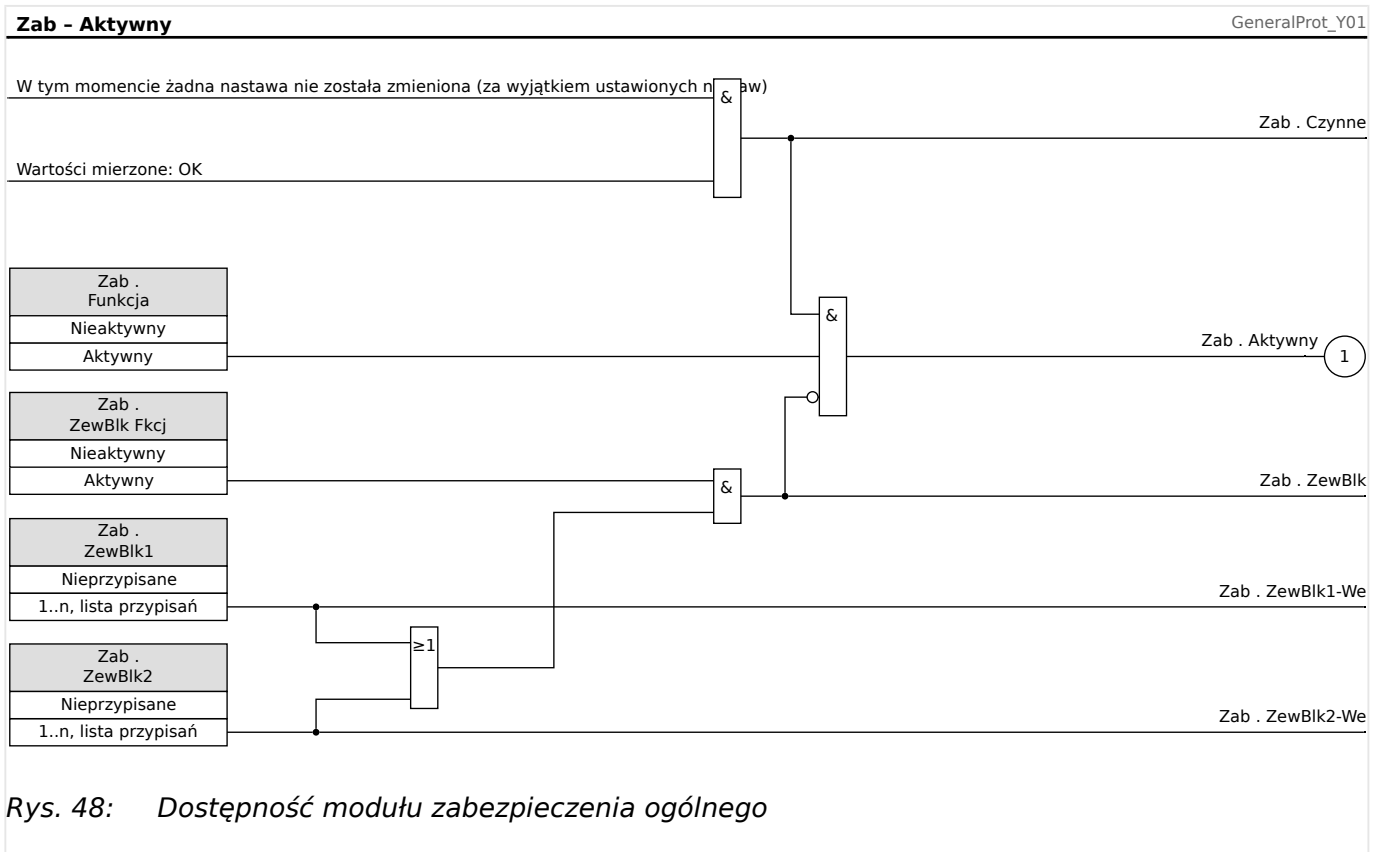 Zab – Aktywny
GeneralProt_Y01
W tym momencie żadna nastawa nie została zmieniona (za wyjątkiem ustawionych n aw)
&
Zab . Czynne
Wartości mierzone: OK
Zab .
Funkcja
Nieaktywny
Aktywny
&
Zab . Aktywny
1
Zab .
ZewBlk Fkcj
Nieaktywny
Aktywny
&
Zab . ZewBlk
Zab .
ZewBlk1
Nieprzypisane
1..n, lista przypisań
Zab . ZewBlk1-We
≥1
Zab .
ZewBlk2
Nieprzypisane
1..n, lista przypisań
Zab . ZewBlk2-We
Rys. 48: Dostępność modułu zabezpieczenia ogólnego